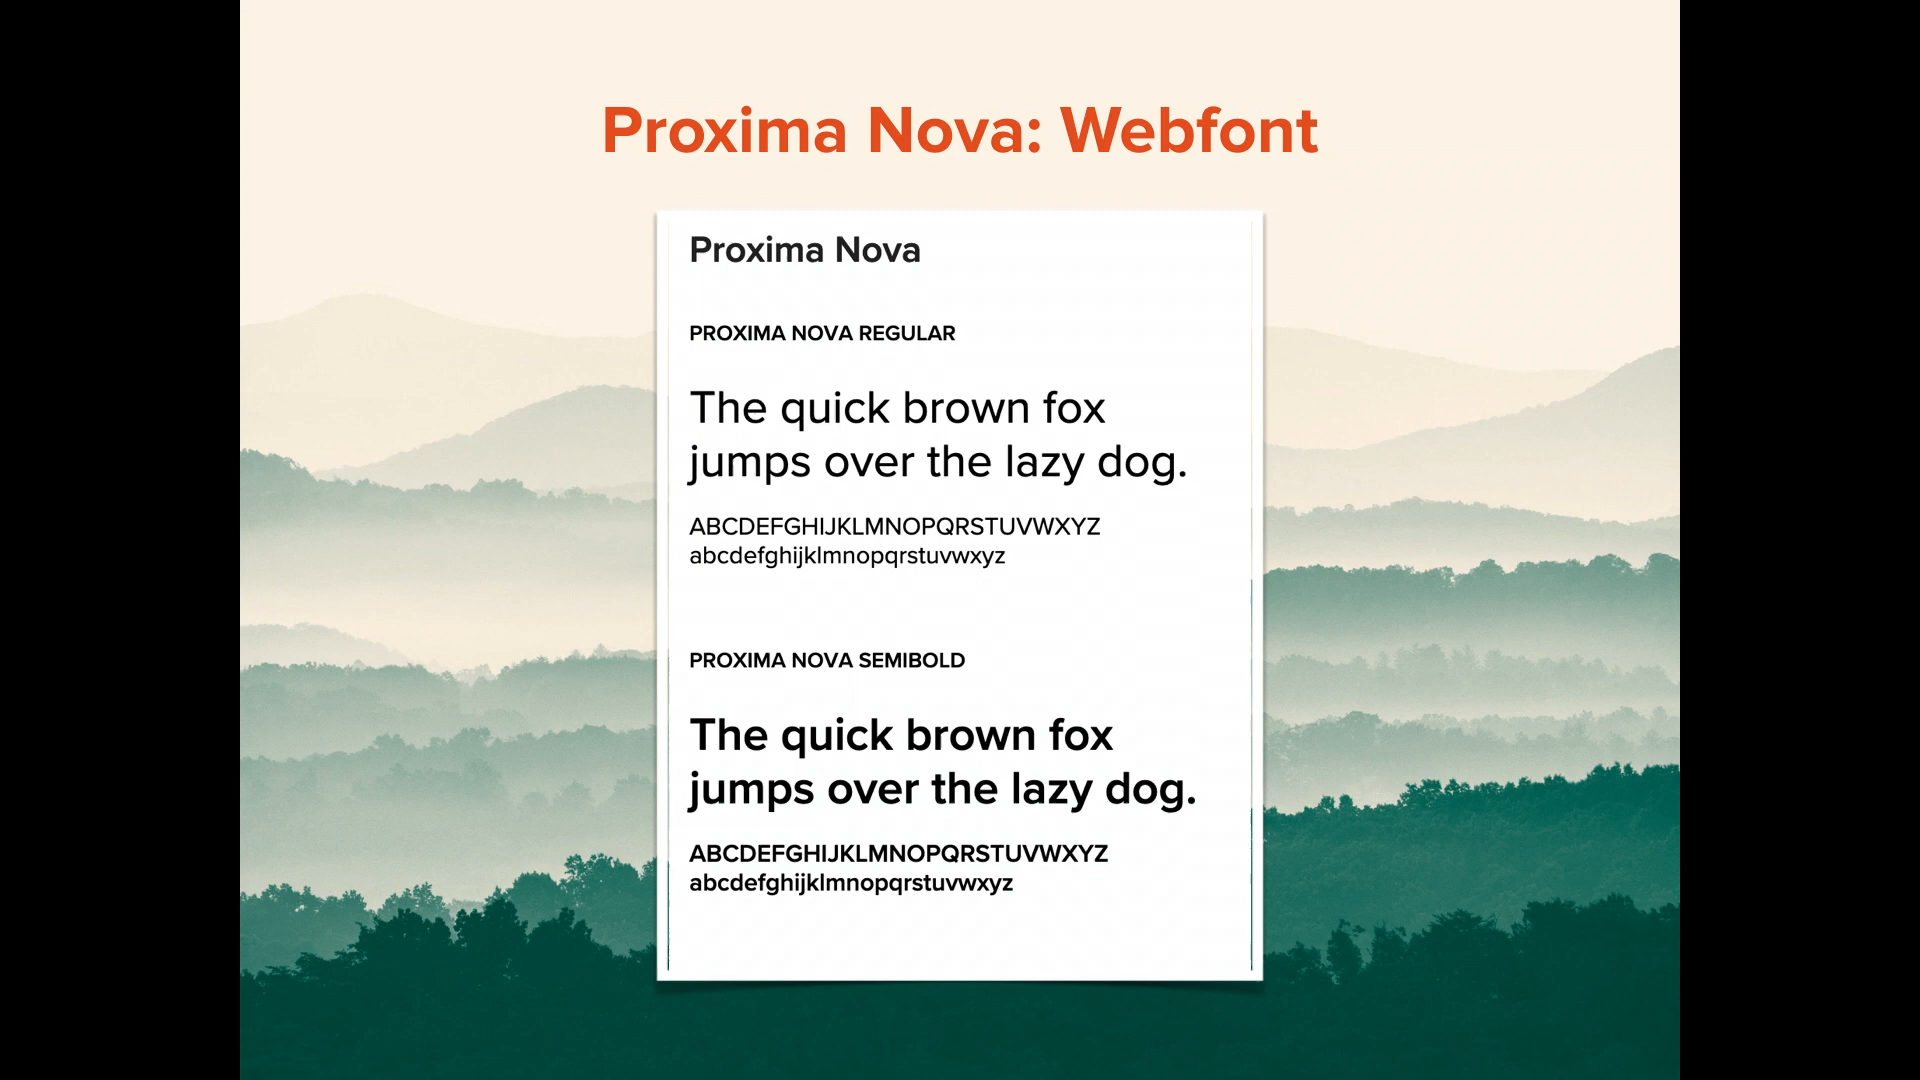 Proxima Nova: Webfont
Proxima Nova
PROXIMA NOVA REGULAR
The quick brown fox
jumps over the lazy dog.
ABCDEFGHIJKLMNOPQRSTUVWXYZ
abcdefghijklmnopqrstuvwxyz
PROXIMA NOVA SEMIBOLD
The quick brown fox
jumps over the lazy dog.
ABCDEFGHIJKLMNOPQRSTUVWXYZ
abcdefghijklmnopqrstuvwxyz